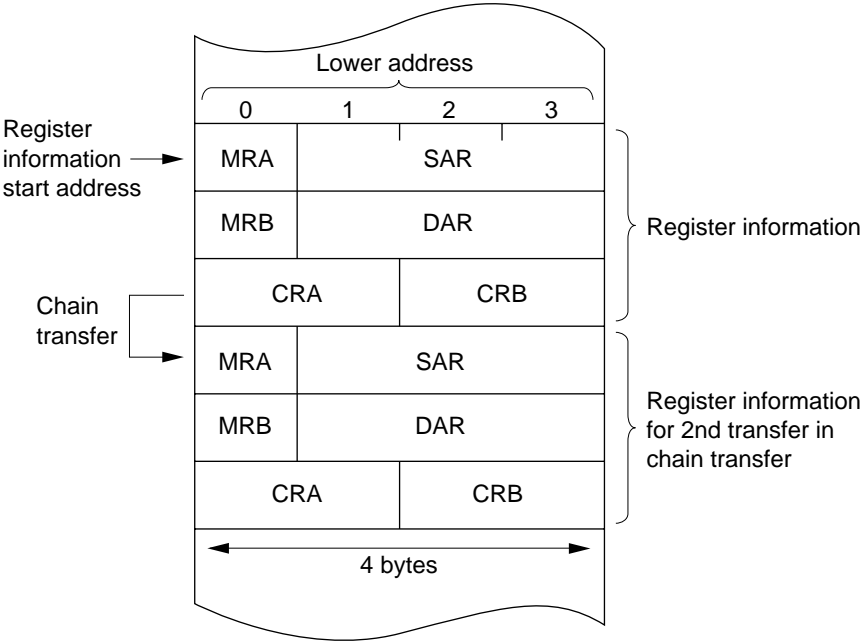 Lower address
0 1 2 3
Register
information
start address
MRA SAR
MRB DAR
CRA CRB
Register information
Chain
transfer
MRA SAR
MRB DAR
CRA CRB
Register information
for 2nd transfer in
chain transfer
4 bytes